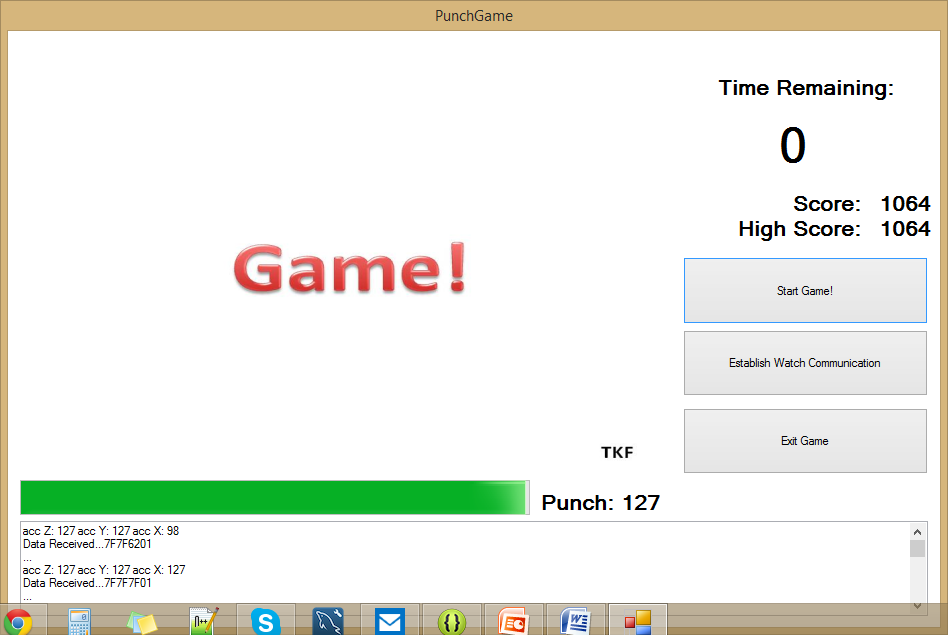 PunchGame
Time Remaining:
0
Score: 1064
High Score: 1064
Game!
Start Game!
Establish Watch Communication
Exit Game
TKF
Punch: 127
acc Z: 127 acc Y: 127 acc X: 98
Data Received...7F7F6201
...
acc Z: 127 acc Y: 127 acc X: 127
Data Received...7F7F7F01
...